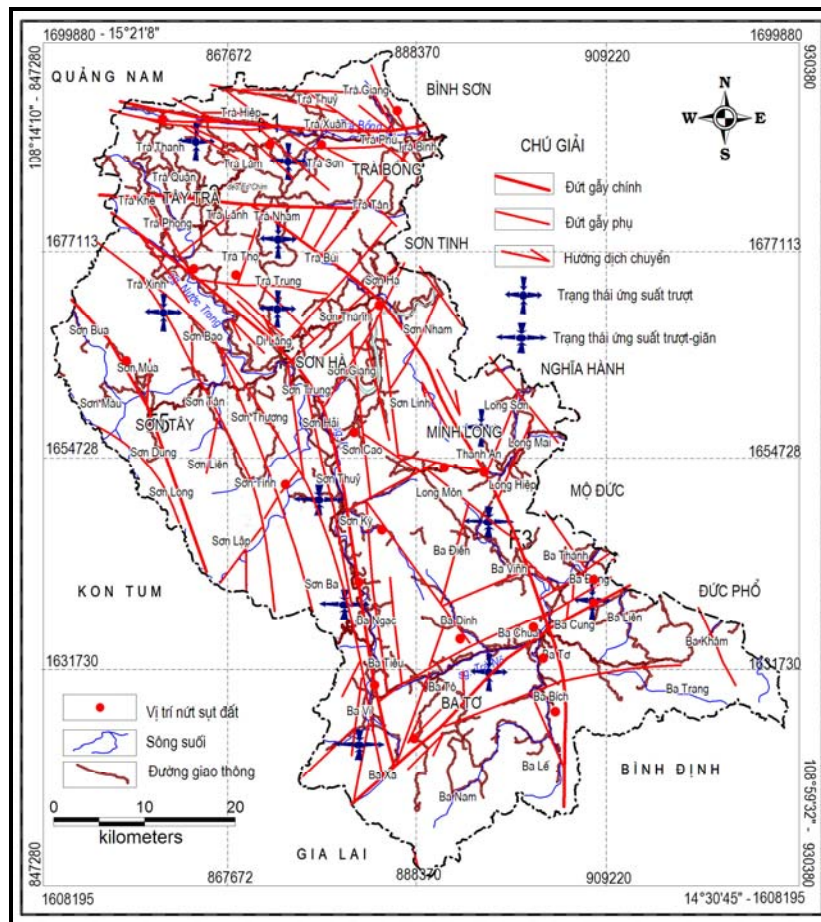 1699880 - 15°21'8"
867672
888370
909220
1699880
108°14'10" - 847280
930380
QUẢNG NAM
BÌNH SƠN
N
W
E
S
Trà Giang
Trà Thuỷ
Trà Hiệp
Trà Xuân
Trà Phú
Trà Bình
Trà Thanh
Trà Lâm
Trà Sơn
TRÀ BỒNG
Trà Quân
TÂY TRÀ
Trà Khê
Trà Lãnh
Trà Nham
Trà Tân
Trà Phong
CHÚ GIẢI
Đứt gẫy chính
Đứt gẫy phụ
Hướng dịch chuyển
Trạng thái ứng suất trượt
Trạng thái ứng suất trượt-giãn
SƠN TỊNH
1677113
1677113
Trà Thọ
Trà Bùi
Trà Xinh
Trà Trung
Sơn Hạ
sg. Nước Trong
Sơn Thành
Sơn Nham
Sơn Bua
Sơn Bao
Di Lăng
SƠN HÀ
NGHĨA HÀNH
Sơn Mùa
Sơn Giang
Sơn Màu
Sơn Tân
Sơn Trung
Sơn Linh
Long Sơn
SƠN TÂY
Sơn Thượng
Sơn Hải
MINH LONG
Long Mai
1654728
1654728
Sơn Dung
Sơn Liên
Sơn Cao
Thanh An
Sơn Long
Sơn Tinh
Sơn Thuỷ
Long Môn
Long Hiệp
MỘ ĐỨC
Sơn Kỳ
F3
Sơn Lập
Ba Điền
Ba Vinh
Ba Thành
KON TUM
Sơn Ba
Ba Động
ĐỨC PHỔ
Ba Ngạc
Ba Dinh
Ba Chùa
Ba Cung
Ba Liên
Ba Khâm
1631730
1631730
Ba Tiêu
Ba Tơ
Ba Tô
Ba Trang
Ba Vì
BA TƠ
Ba Bích
Vị trí nứt sụt đất
Sông suối
Đường giao thông
Ba Xa
Ba Lế
Ba Nam
BÌNH ĐỊNH
0
10
20
kilometers
GIA LAI
847280
108°59'32" - 930380
1608195
867672
888370
909220
14°30'45" - 1608195